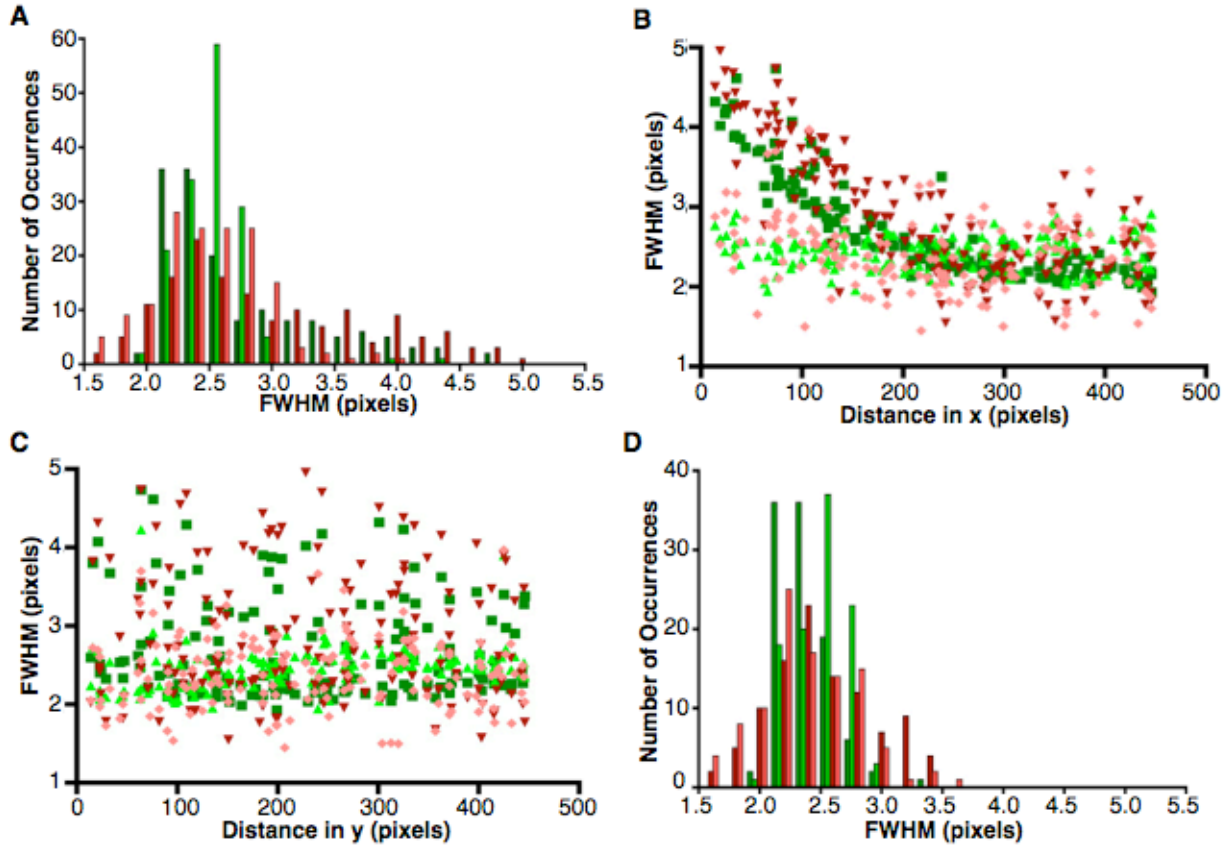 A
Number of Occurrences
60
50
40
30
20
10
0
1.5 2.0 2.5 3.0 3.5 4.0 4.5 5.0 5.5
FWHM (pixels)
B
FWHM (pixels)
5
4
3
2
1
0 100 200 300 400 500
Distance in x (pixels)
C
FWHM (pixels)
5
4
3
2
1
0 100 200 300 400 500
Distance in y (pixels)
D
Number of Occurrences
40
30
20
10
0
1.5 2.0 2.5 3.0 3.5 4.0 4.5 5.0 5.5
FWHM (pixels)